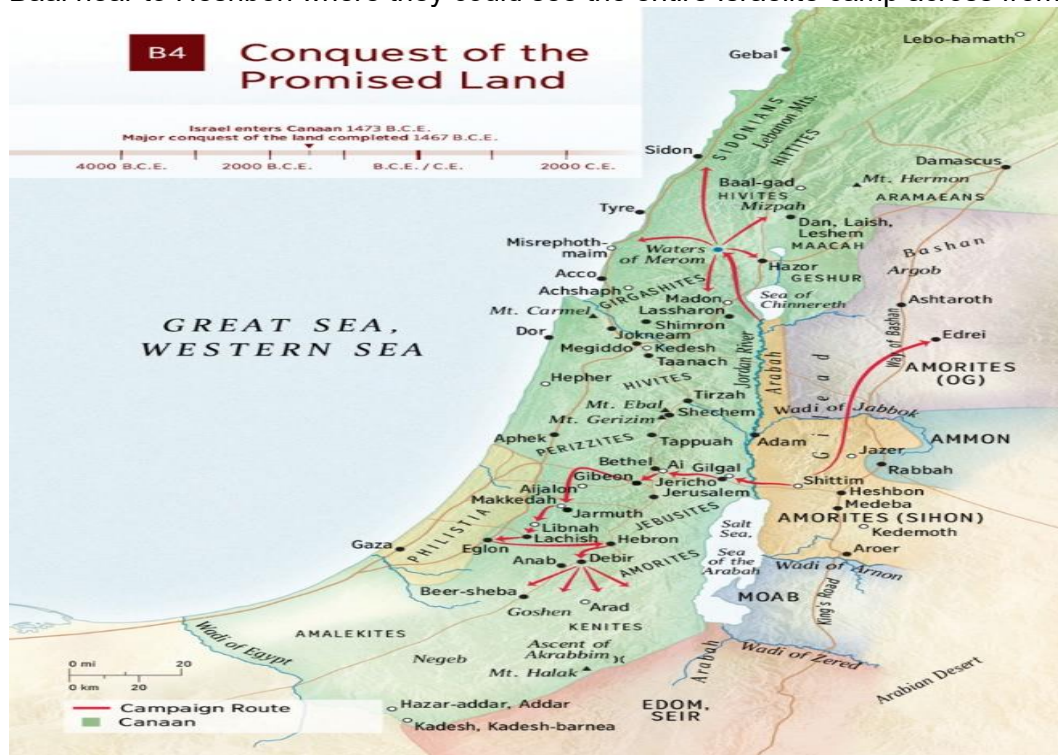 Baal near to Heshbon where they could see the entire Israelite camp across from
B4
Conquest of the
Promised Land
Israel enters Canaan 1473 B.C.E.
Major conquest of the land completed 1467 B.C.E.
4000 B.C.E.
2000 B.C.E.
B.C.E. / C.E.
2000 C.E.
Lebo-hamath
Gebal
SIDONIANS
Lebanon Mts.
HITTITES
Sidon
Damascus
Baal-gad
Mt. Hermon
HIVITES
ARAMAEANS
Mizpah
Tyre
Dan, Laish,
Leshem
Misrephoth-
maim
Waters
of Merom
MAACAH
Bashan
Hazor
Argob
Acco
GESHUR
Achshaph
GIRGASHITES
Madon
Sea of
Chinnereth
Ashtaroth
Mt. Carmel
Lassharon
Shimron
Way of Bashan
Dor
Jokneam
Edrei
GREAT SEA,
WESTERN SEA
Megiddo
Kedesh
Taanach
Jordan River
Arabah
Gilead
AMORITES
(OG)
Hepher
HIVITES
Tirzah
Mt. Ebal
Shechem
Wadi of Jabbok
Mt. Gerizim
Aphek
PERIZZITES
Tappuah
Adam
AMMON
Jazer
Bethel
Ai
Gilgal
Rabbah
Gibeon
Jericho
Shittim
Aijalon
Jerusalem
Heshbon
Makkedah
Medeba
Jarmuth
AMORITES (SIHON)
PHILISTIA
Libnah
JEBUSITES
Salt
Sea,
Sea
of the
Arabah
Kedemoth
Lachish
Hebron
Gaza
Eglon
Aroer
Anab
Debir
AMORITES
Wadi of Arnon
Beer-sheba
MOAB
King's Road
Goshen
Arad
KENITES
AMALEKITES
Wadi of Egypt
Ascent of
Akrabbim
Wadi of Zered
Negeb
Arabah
0 mi
20
0 km
20
Mt. Halak
Arabian Desert
Campaign Route
Canaan
Hazar-addar, Addar
EDOM,
SEIR
Kadesh, Kadesh-barnea